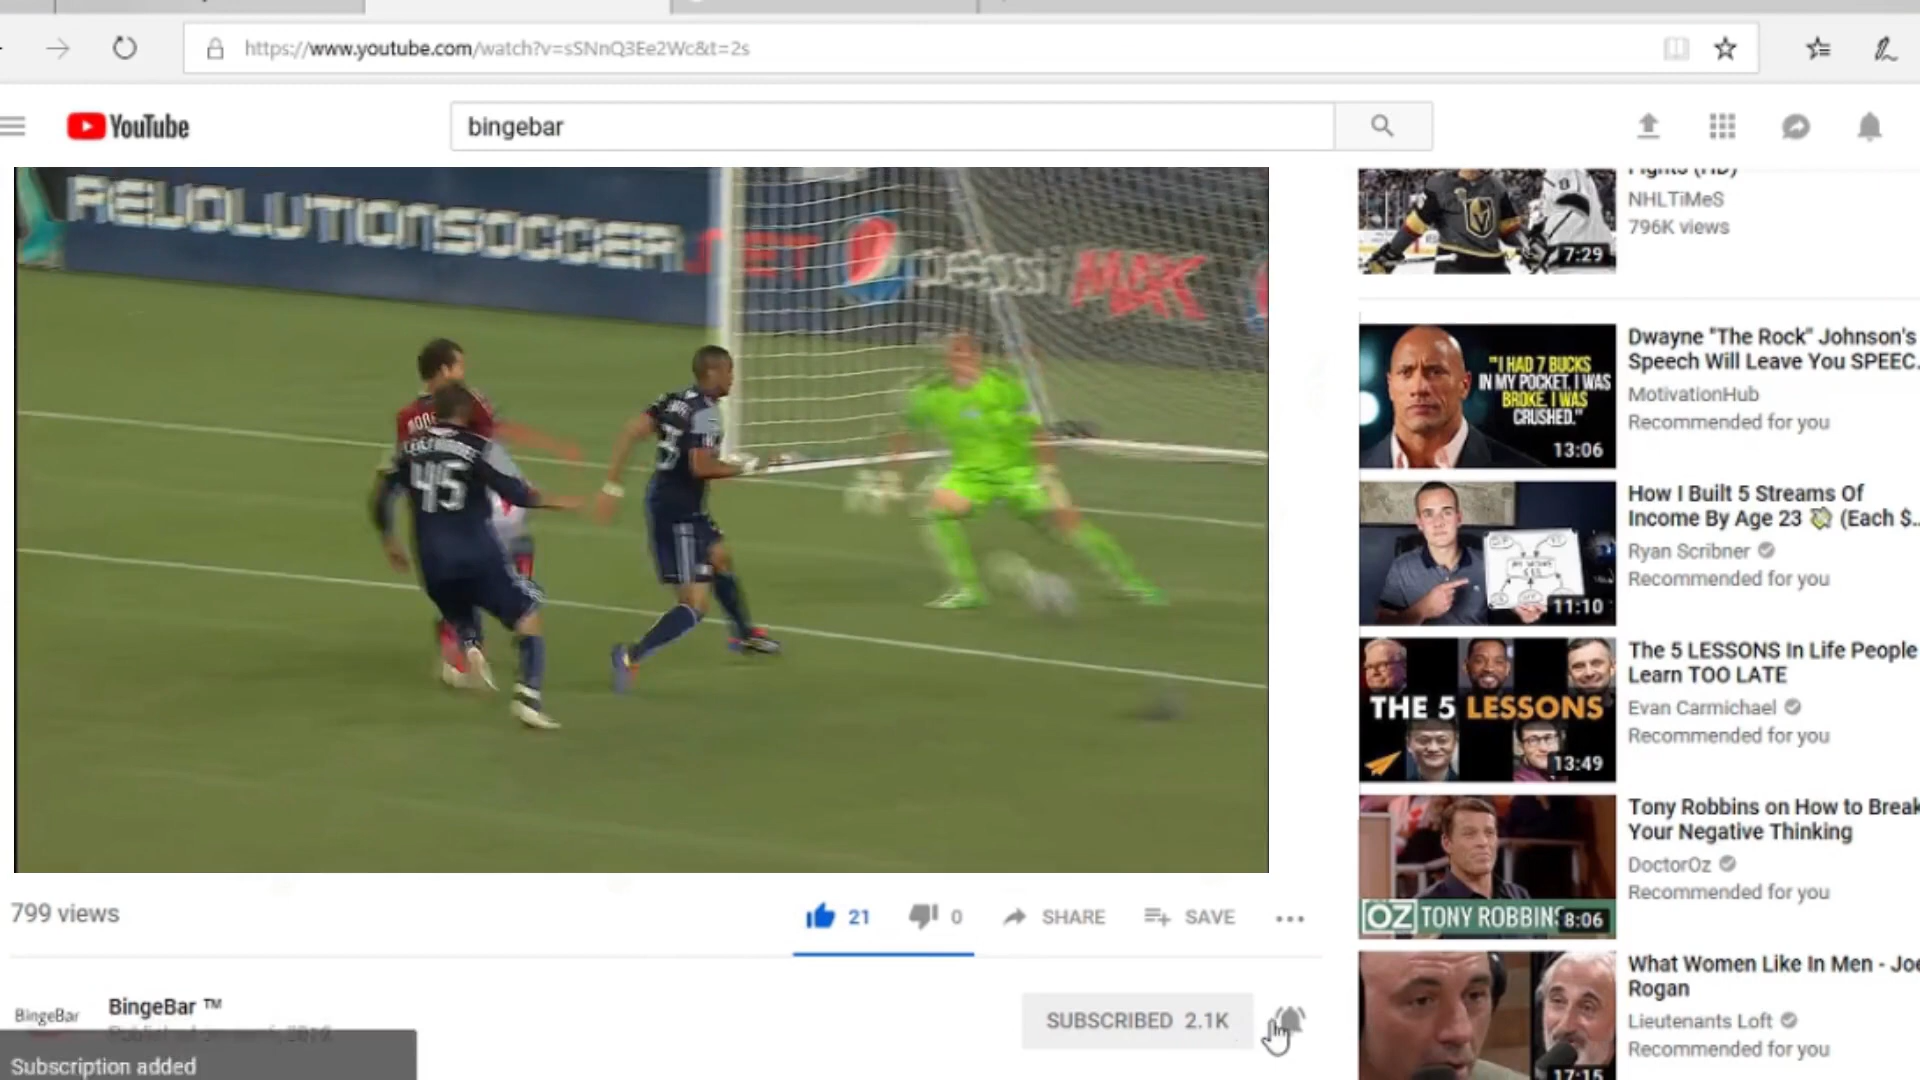 https://www.youtube.com/watch?v=sSNnQ3Ee2Wc&t=2s
YouTube
bingebar
REVOLUTIONSOCCER.NET
pepsi MAX
45
799 views
21
0
SHARE
SAVE
BingeBar
BingeBar ™
SUBSCRIBED 2.1K
Subscription added
7:29
Fights (HD)
NHLTiMeS
796K views
"I HAD 7 BUCKS
IN MY POCKET. I WAS
BROKE. I WAS
CRUSHED."
13:06
Dwayne "The Rock" Johnson's
Speech Will Leave You SPEEC.
MotivationHub
Recommended for you
11:10
How I Built 5 Streams Of
Income By Age 23 💸 (Each $..
Ryan Scribner
Recommended for you
THE 5 LESSONS
13:49
The 5 LESSONS In Life People
Learn TOO LATE
Evan Carmichael
Recommended for you
OZ TONY ROBBINS
8:06
Tony Robbins on How to Break
Your Negative Thinking
DoctorOz
Recommended for you
17:15
What Women Like In Men - Joe
Rogan
Lieutenants Loft
Recommended for you